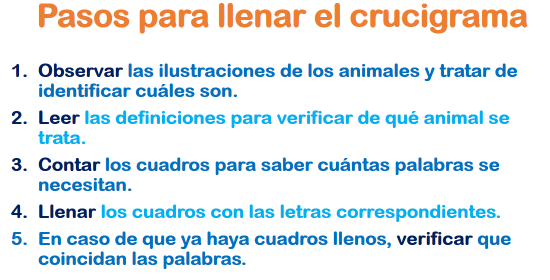 Pasos para llenar el crucigrama
1. Observar las ilustraciones de los animales y tratar de
identificar cuáles son.
2. Leer las definiciones para verificar de qué animal se
trata.
3. Contar los cuadros para saber cuántas palabras se
necesitan.
4. Llenar los cuadros con las letras correspondientes.
5. En caso de que ya haya cuadros llenos, verificar que
coincidan las palabras.